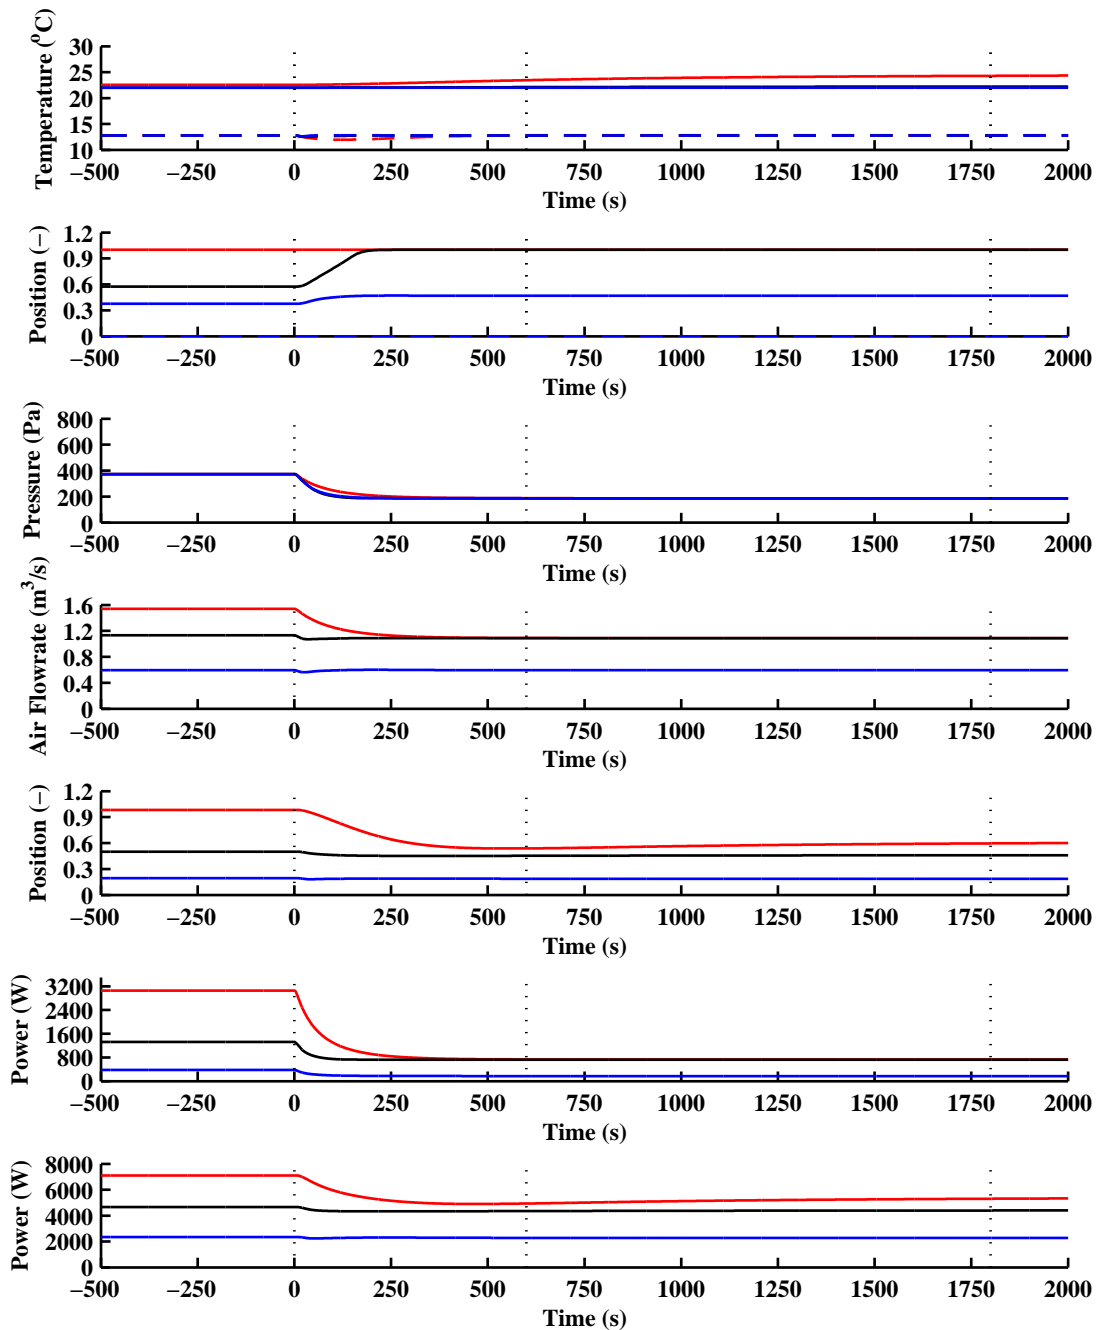 Temperature (°C)
30
25
20
15
10
−500 −250 0 250 500 750 1000 1250 1500 1750 2000
Time (s)
Position (−)
1.2
0.9
0.6
0.3
0
−500 −250 0 250 500 750 1000 1250 1500 1750 2000
Time (s)
Pressure (Pa)
800
600
400
200
0
−500 −250 0 250 500 750 1000 1250 1500 1750 2000
Time (s)
Air Flowrate (m³/s)
1.6
1.2
0.8
0.4
0
−500 −250 0 250 500 750 1000 1250 1500 1750 2000
Time (s)
Position (−)
1.2
0.9
0.6
0.3
0
−500 −250 0 250 500 750 1000 1250 1500 1750 2000
Time (s)
Power (W)
3200
2400
1600
800
0
−500 −250 0 250 500 750 1000 1250 1500 1750 2000
Time (s)
Power (W)
8000
6000
4000
2000
0
−500 −250 0 250 500 750 1000 1250 1500 1750 2000
Time (s)